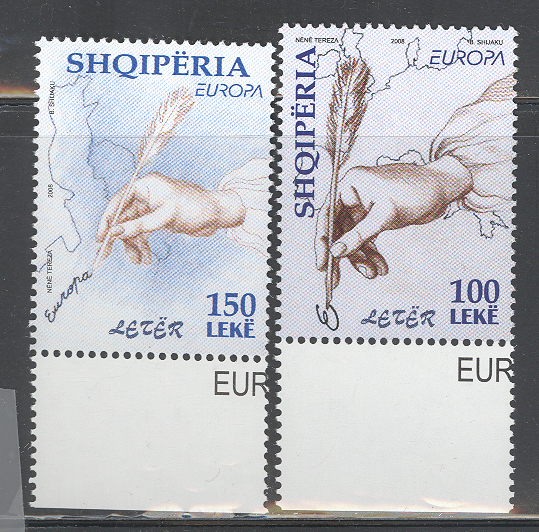 SHQIPËRIA
EUROPA
B. SHIJAKU
2008
NËNË TEREZA
Europa
150
LEKË
LETËR
EUR
NËNE TEREZA
2008
B. SHIJAKU
EUROPA
SHQIPËRIA
E
100
LEKË
LETËR
EUR